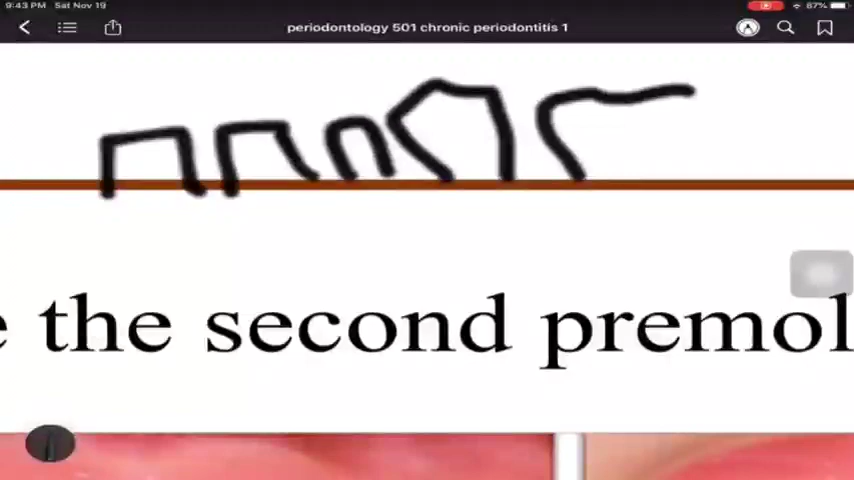 9:43 PM Sat Nov 19 87%
periodontology 501 chronic periodontitis 1
e the second premol